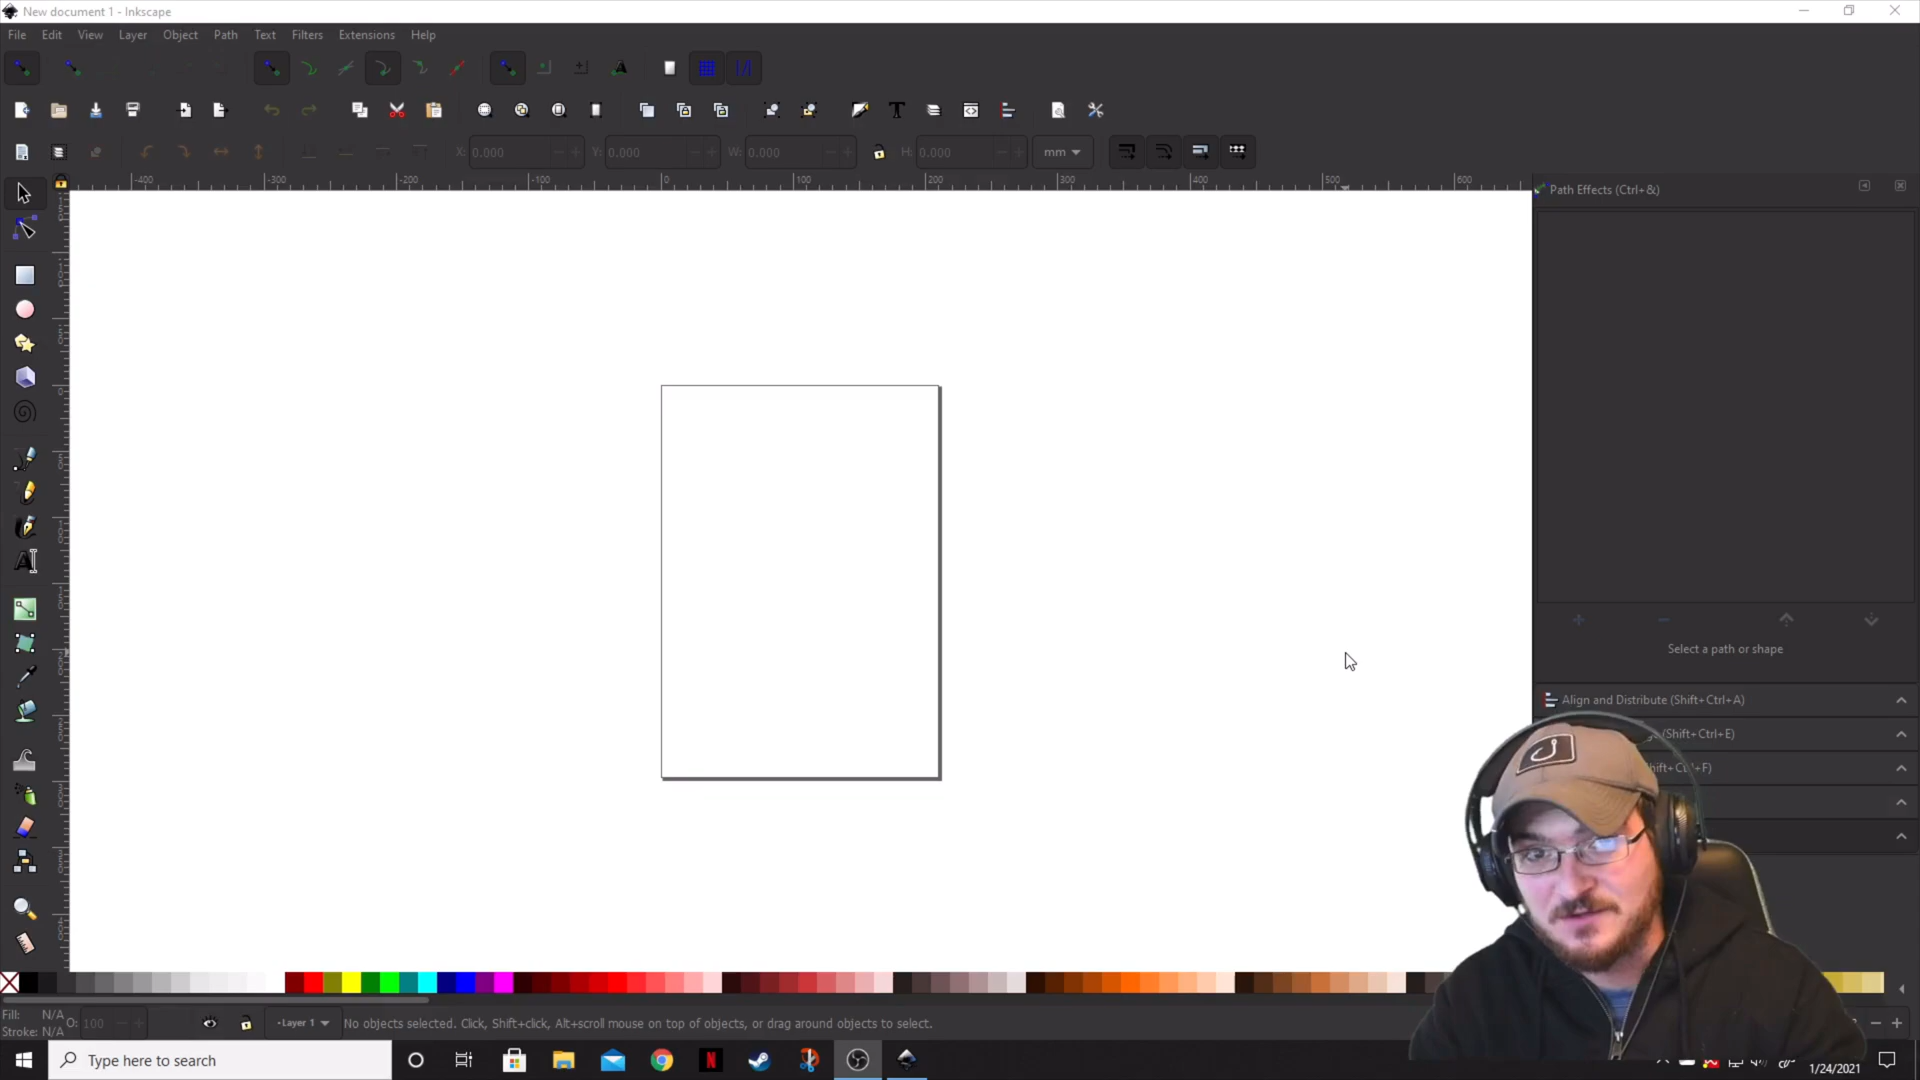 New document 1 - Inkscape
File Edit View Layer Object Path Text Filters Extensions Help
X: 0.000 Y: 0.000 W: 0.000 H: 0.000 mm
-400 -300 -200 -100 0 100 200 300 400 500 600
Path Effects (Ctrl+&)
Select a path or shape
Align and Distribute (Shift+Ctrl+A)
(Shift+Ctrl+E)
hift+Ctrl+F)
Fill: N/A O: 100
Stroke: N/A
-Layer 1
No objects selected. Click, Shift+click, Alt+scroll mouse on top of objects, or drag around objects to select.
Type here to search
1/24/2021